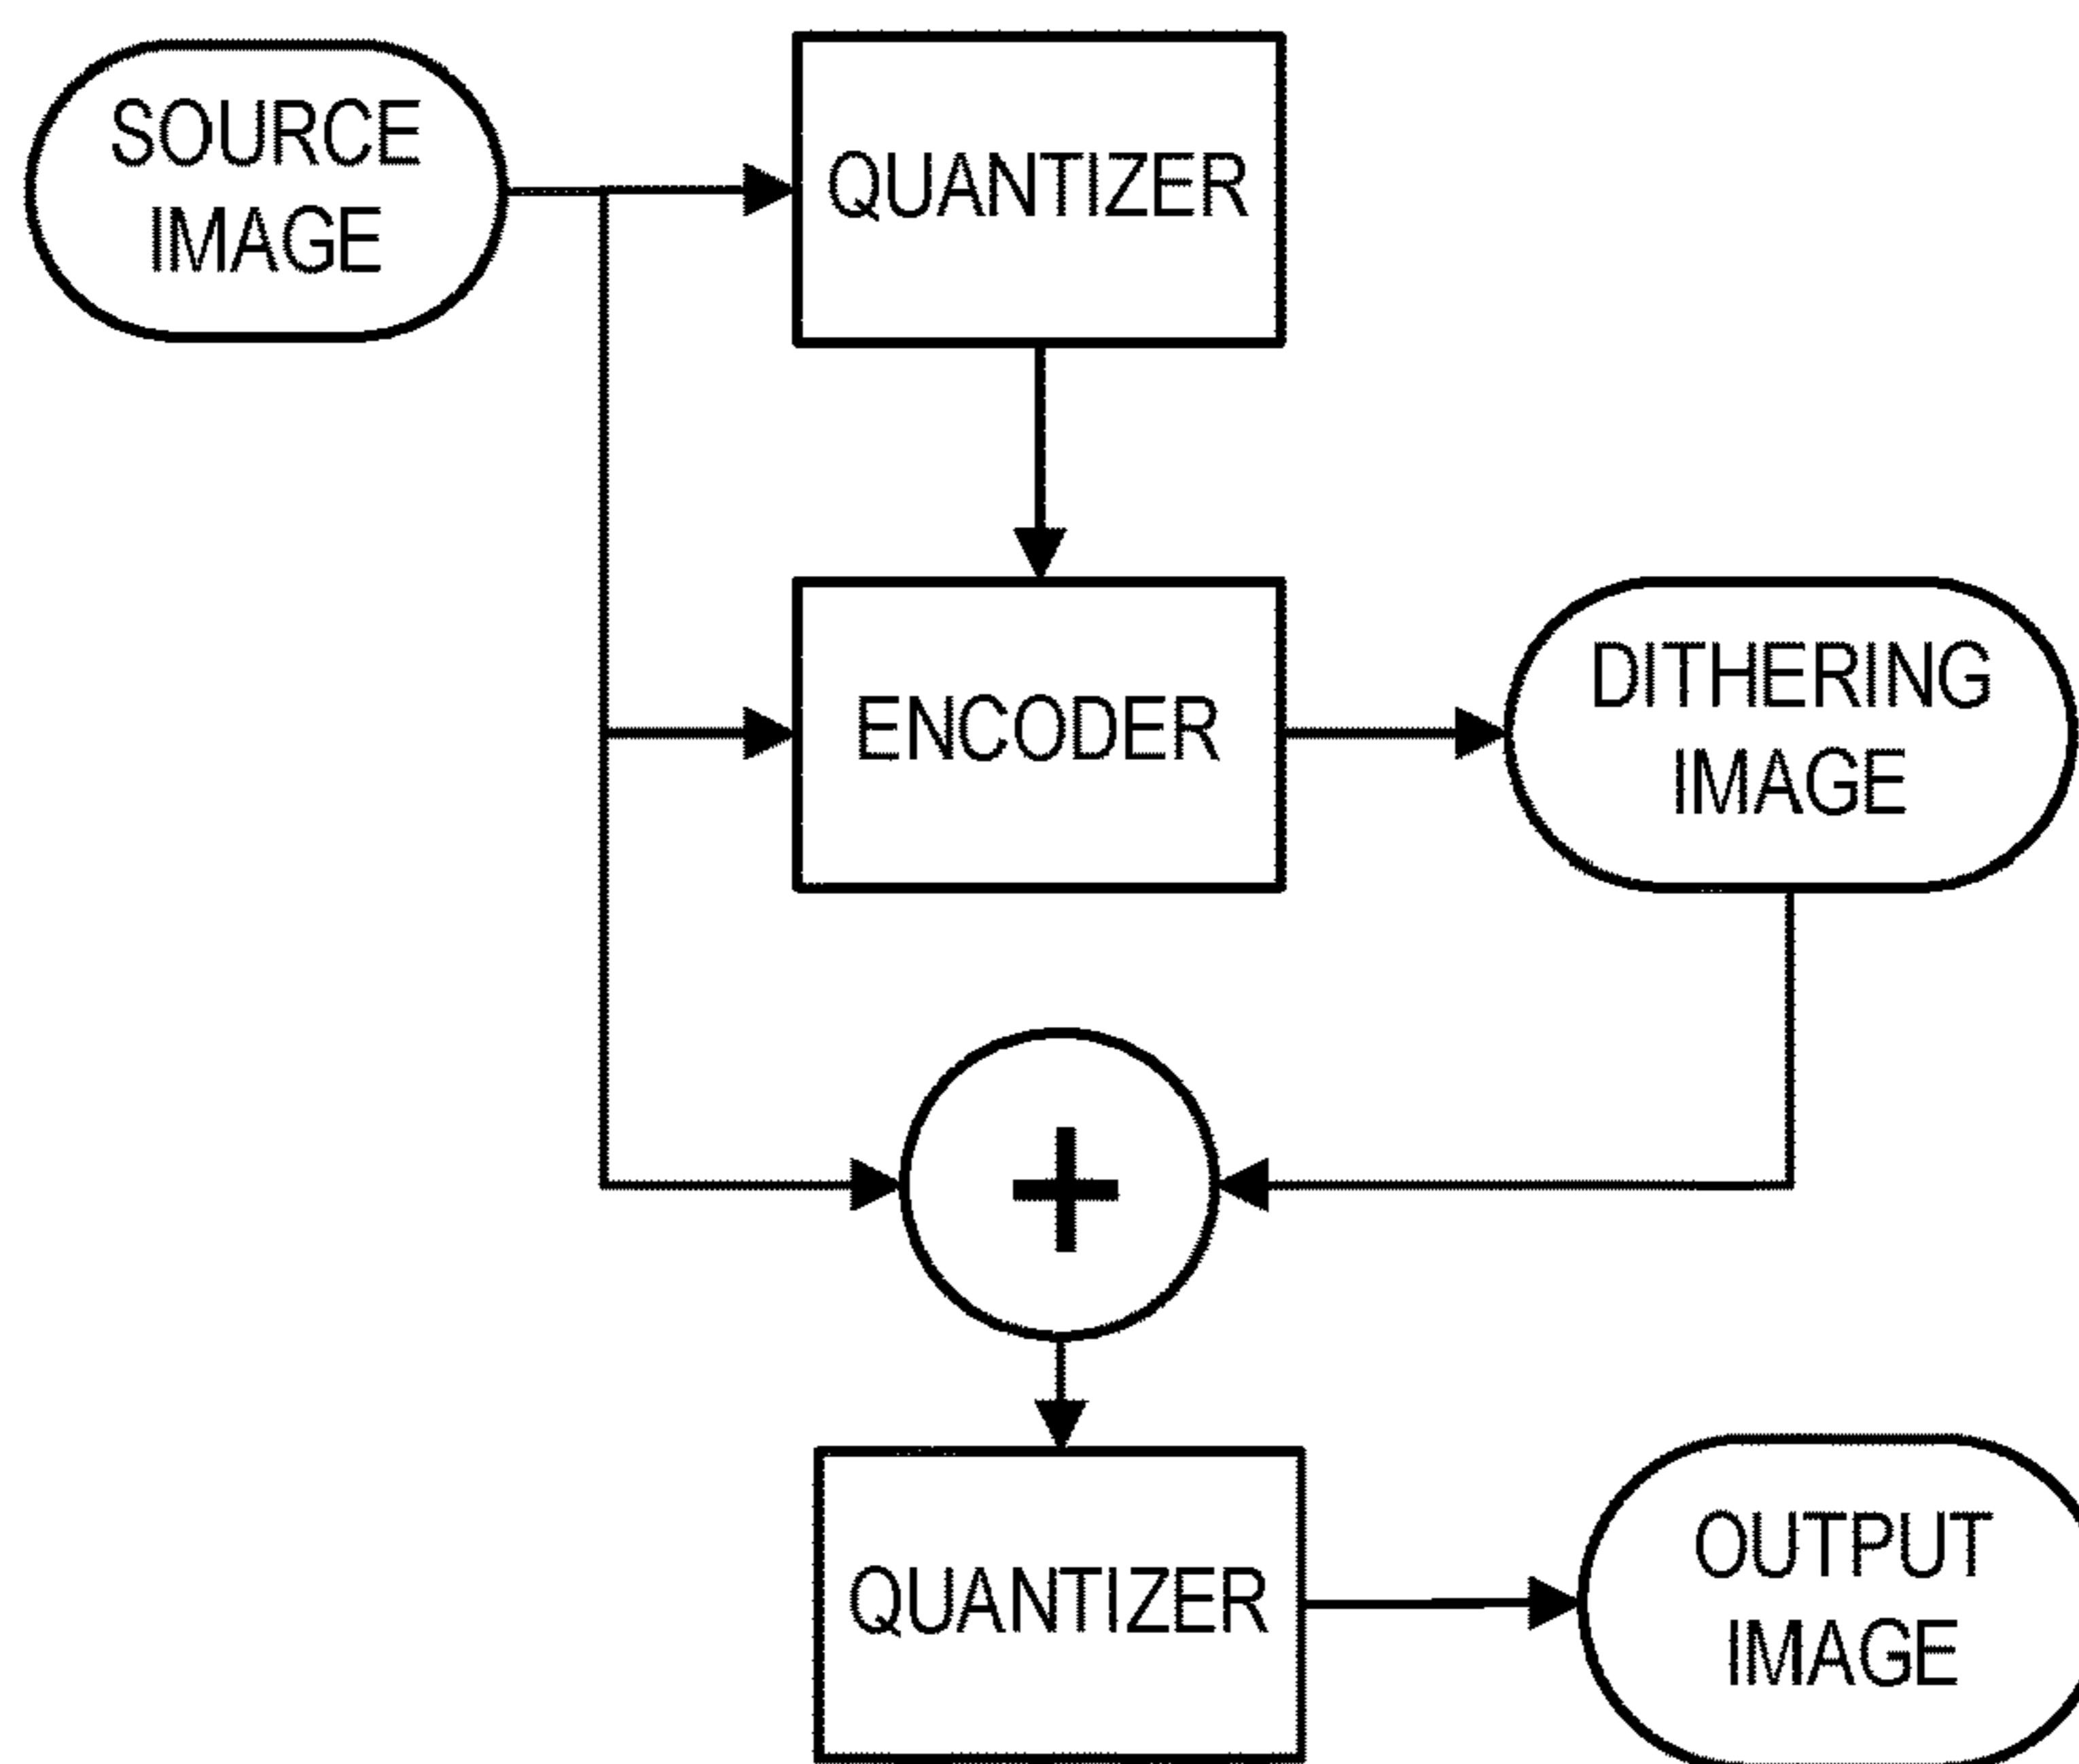 SOURCE
IMAGE
QUANTIZER
ENCODER
DITHERING
IMAGE
+
QUANTIZER
OUTPUT
IMAGE